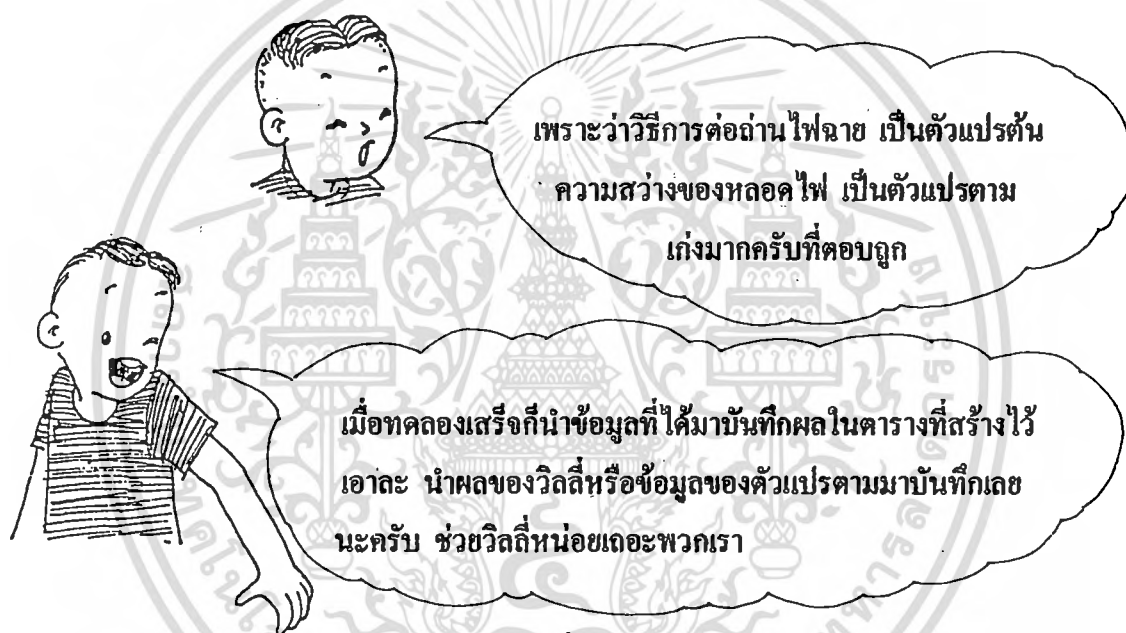 เพราะว่าวิธีการต่อถ่านไฟฉาย เป็นตัวแปรต้น
ความสว่างของหลอดไฟ เป็นตัวแปรตาม
เก่งมากครับที่ตอบถูก
เมื่อทดลองเสร็จก็นำข้อมูลที่ได้มาบันทึกผลในตารางที่สร้างไว้
เอาละ นำผลของวิลลี่หรือข้อมูลของตัวแปรตามมาบันทึกเลย
นะครับ ช่วยวิลลี่หน่อยเถอะพวกเรา